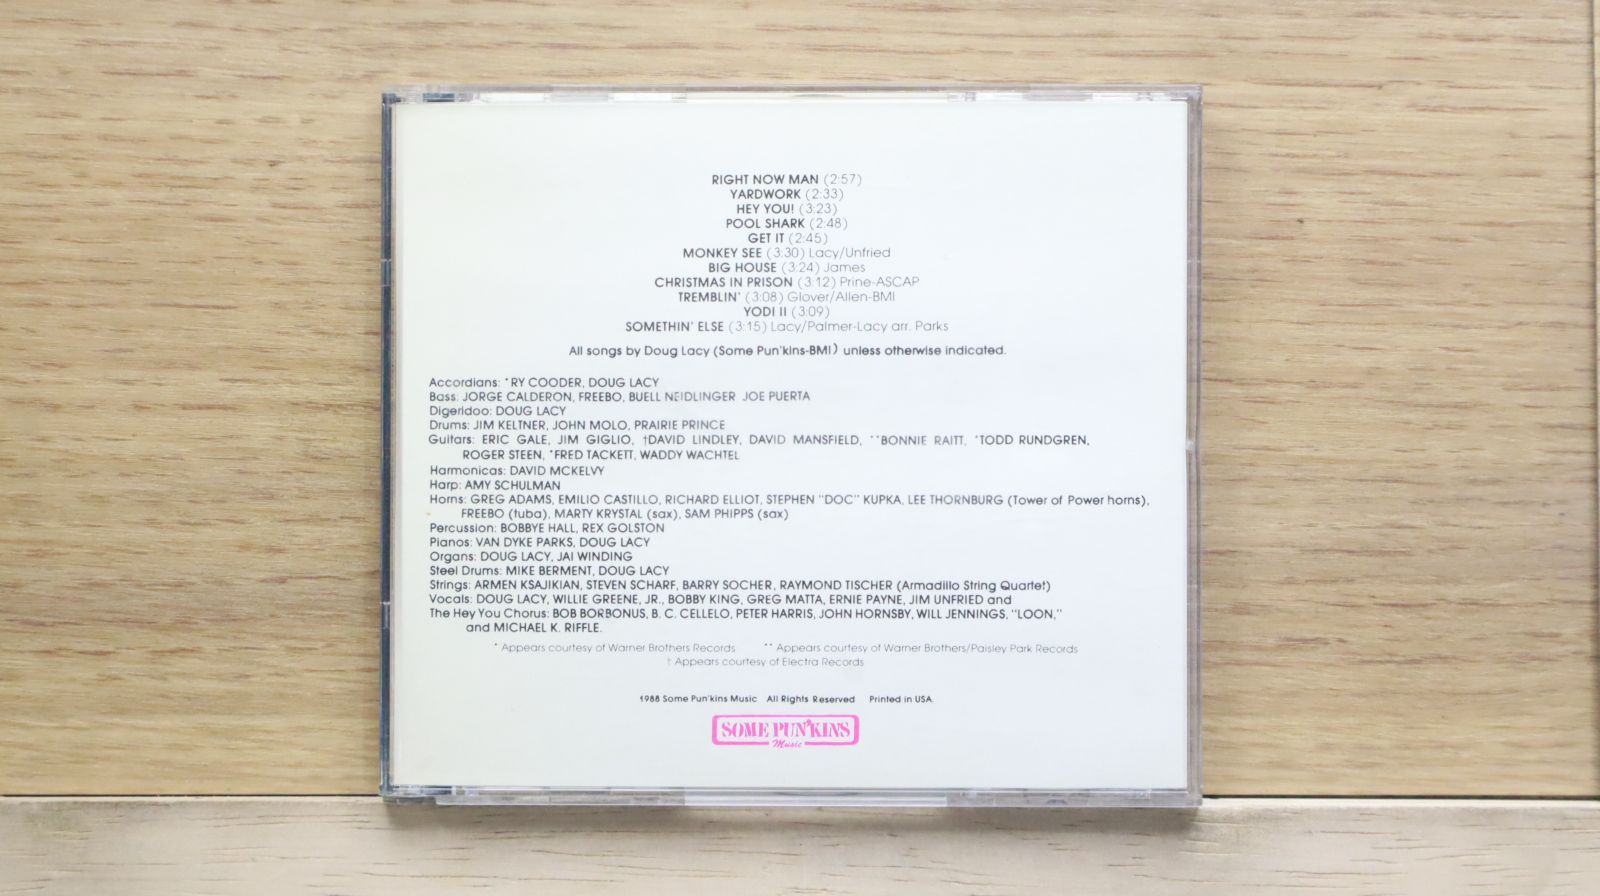 RIGHT NOW MAN (2:57)
YARDWORK (2:33)
HEY YOU! (3:23)
POOL SHARK (2:48)
GET IT (2:45)
MONKEY SEE (3:30) Lacy/Unfried
BIG HOUSE (3:24) James
CHRISTMAS IN PRISON (3:12) Prine-ASCAP
TREMBLIN' (3:08) Glover/Allen-BMI
YODI II (3:09)
SOMETHIN' ELSE (3:15) Lacy/Palmer-Lacy arr. Parks
All songs by Doug Lacy (Some Pun'kins-BMI) unless otherwise indicated.
Accordians: *RY COODER, DOUG LACY
Bass: JORGE CALDERON, FREEBO, BUELL NEIDLINGER JOE PUERTA
Digeridoo: DOUG LACY
Drums: JIM KELTNER, JOHN MOLO, PRAIRIE PRINCE
Guitars: ERIC GALE, JIM GIGLIO, †DAVID LINDLEY, DAVID MANSFIELD, **BONNIE RAITT, *TODD RUNDGREN,
ROGER STEEN, *FRED TACKETT, WADDY WACHTEL
Harmonicas: DAVID MCKELVY
Harp: AMY SCHULMAN
Horns: GREG ADAMS, EMILIO CASTILLO, RICHARD ELLIOT, STEPHEN "DOC" KUPKA, LEE THORNBURG (Tower of Power horns),
FREEBO (tuba), MARTY KRYSTAL (sax), SAM PHIPPS (sax)
Percussion: BOBBYE HALL, REX GOLSTON
Pianos: VAN DYKE PARKS, DOUG LACY
Organs: DOUG LACY, JAI WINDING
Steel Drums: MIKE BERMENT, DOUG LACY
Strings: ARMEN KSAJIKIAN, STEVEN SCHARF, BARRY SOCHER, RAYMOND TISCHER (Armadillo String Quartet)
Vocals: DOUG LACY, WILLIE GREENE, JR., BOBBY KING, GREG MATTA, ERNIE PAYNE, JIM UNFRIED and
The Hey You Chorus: BOB BORBONUS, B. C. CELLELO, PETER HARRIS, JOHN HORNSBY, WILL JENNINGS, "LOON,"
and MICHAEL K. RIFFLE.
* Appears courtesy of Warner Brothers Records ** Appears courtesy of Warner Brothers/Paisley Park Records
† Appears courtesy of Electra Records
1988 Some Pun'kins Music All Rights Reserved Printed in USA.
SOME PUN'KINS
Music